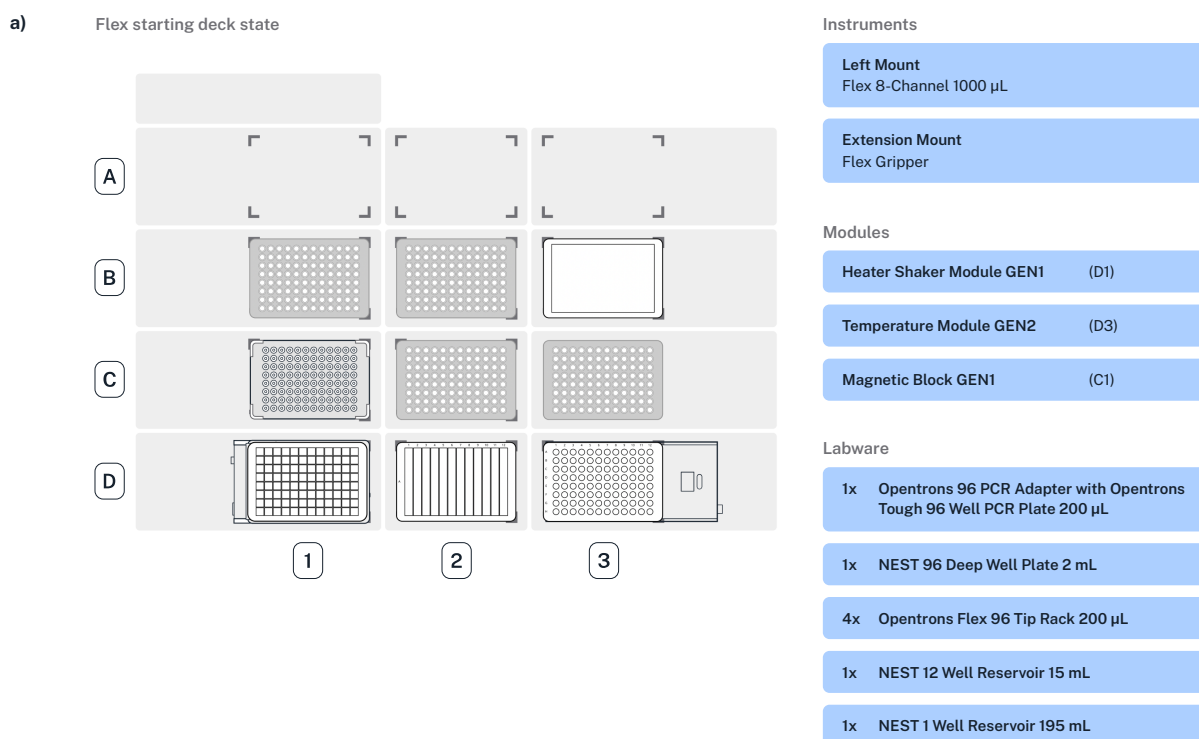 a)
Flex starting deck state
A
B
C
D
1
2
3
Instruments
Left Mount
Flex 8-Channel 1000 µL
Extension Mount
Flex Gripper
Modules
Heater Shaker Module GEN1 (D1)
Temperature Module GEN2 (D3)
Magnetic Block GEN1 (C1)
Labware
1x Opentrons 96 PCR Adapter with Opentrons
Tough 96 Well PCR Plate 200 µL
1x NEST 96 Deep Well Plate 2 mL
4x Opentrons Flex 96 Tip Rack 200 µL
1x NEST 12 Well Reservoir 15 mL
1x NEST 1 Well Reservoir 195 mL